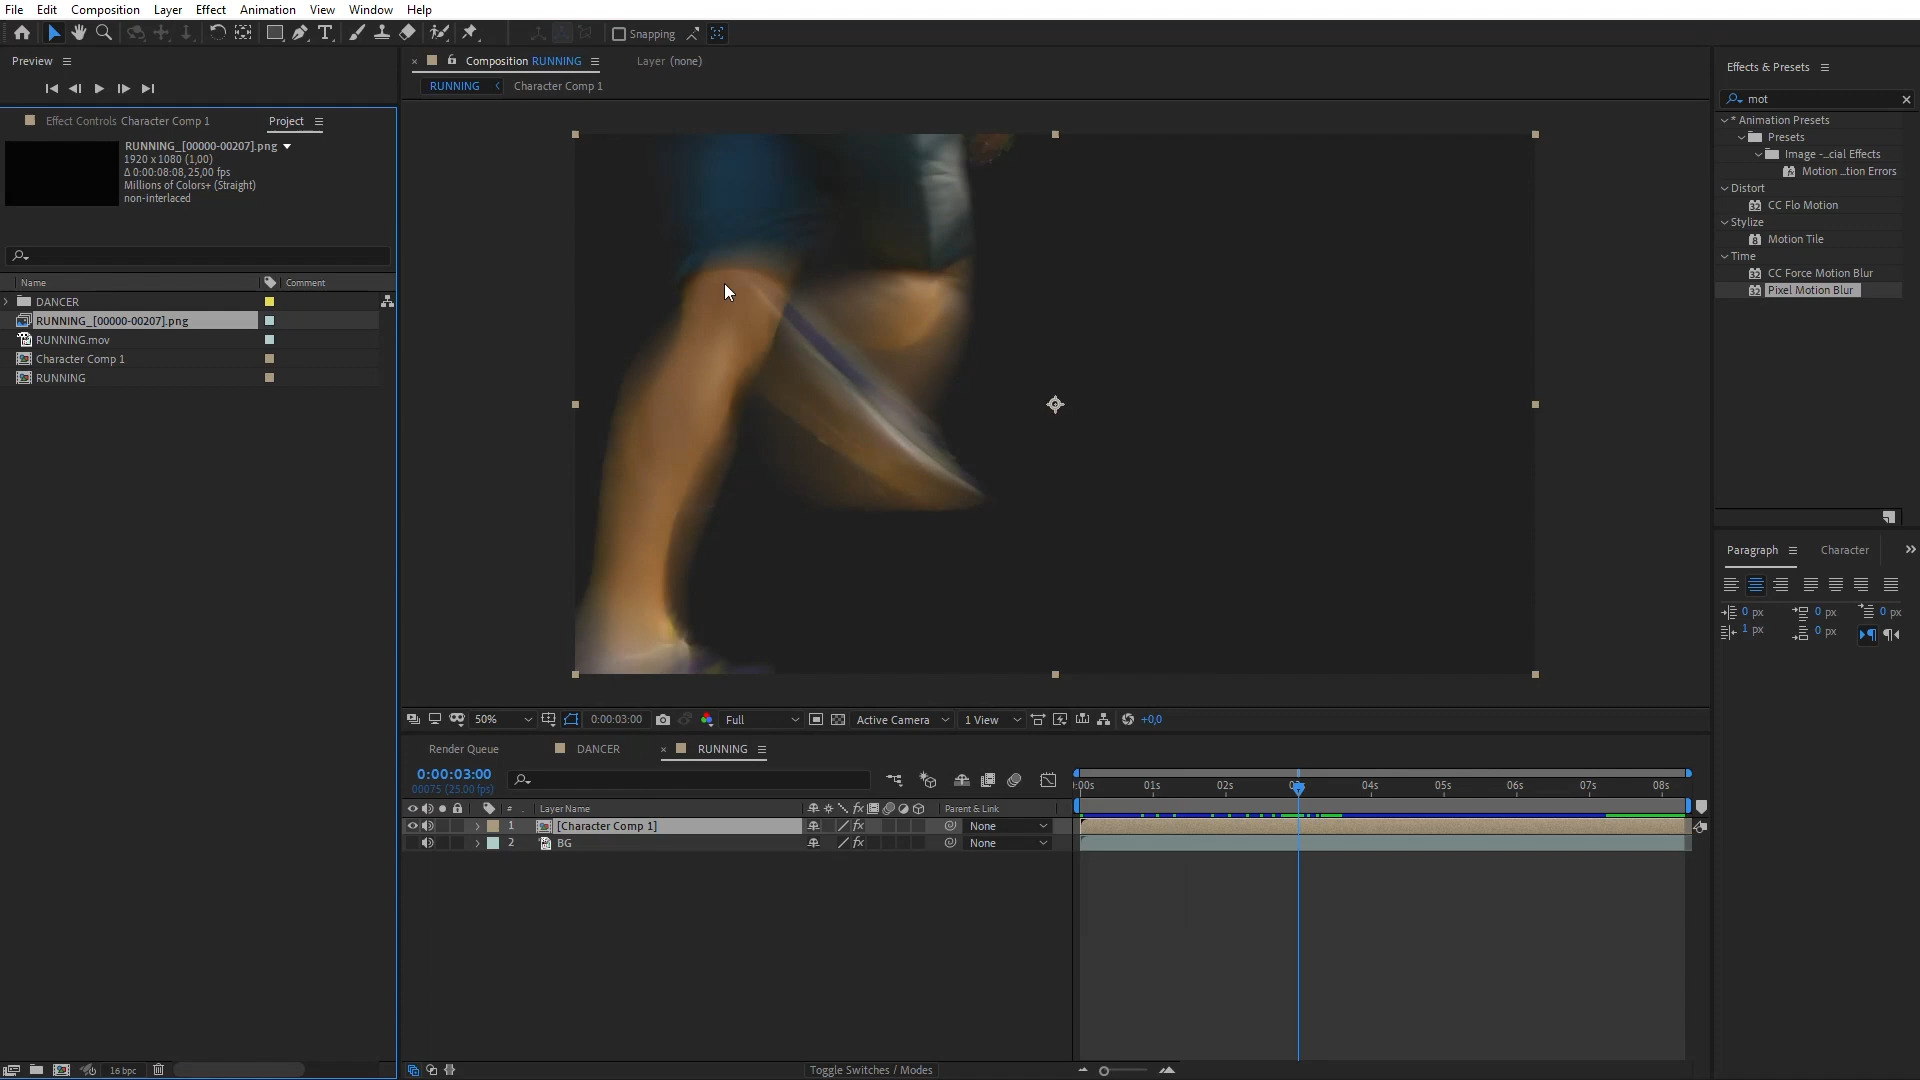 File Edit Composition Layer Effect Animation View Window Help
Snapping
Preview
Composition RUNNING
Layer (none)
Effects & Presets
RUNNING
Character Comp 1
mot
Effect Controls Character Comp 1
Project
* Animation Presets
Presets
Image -...cial Effects
Motion ...tion Errors
Distort
CC Flo Motion
Stylize
Motion Tile
Time
CC Force Motion Blur
Pixel Motion Blur
RUNNING_[00000-00207].png
1920 x 1080 (1,00)
Δ 0:00:08:08, 25,00 fps
Millions of Colors+ (Straight)
non-interlaced
Name
Comment
DANCER
RUNNING_[00000-00207].png
RUNNING.mov
Character Comp 1
RUNNING
Paragraph
Character
0 px
0 px
0 px
1 px
0 px
50%
0:00:03:00
Full
Active Camera
1 View
+0,0
Render Queue
DANCER
RUNNING
0:00:03:00
00075 (25.00 fps)
:00s 01s 02s 03s 04s 05s 06s 07s 08s
# Layer Name
Parent & Link
1 [Character Comp 1] None
2 BG None
16 bpc
Toggle Switches / Modes